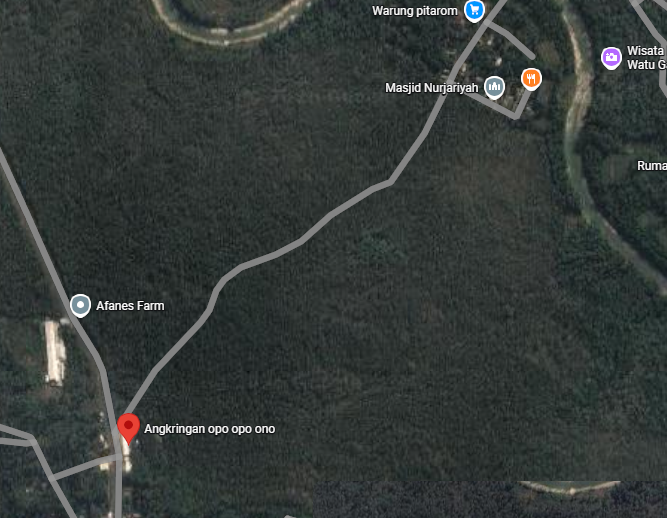 Warung pitarom
Wisata
Watu G
Masjid Nurjariyah
Ruma
Afanes Farm
Angkringan opo opo ono